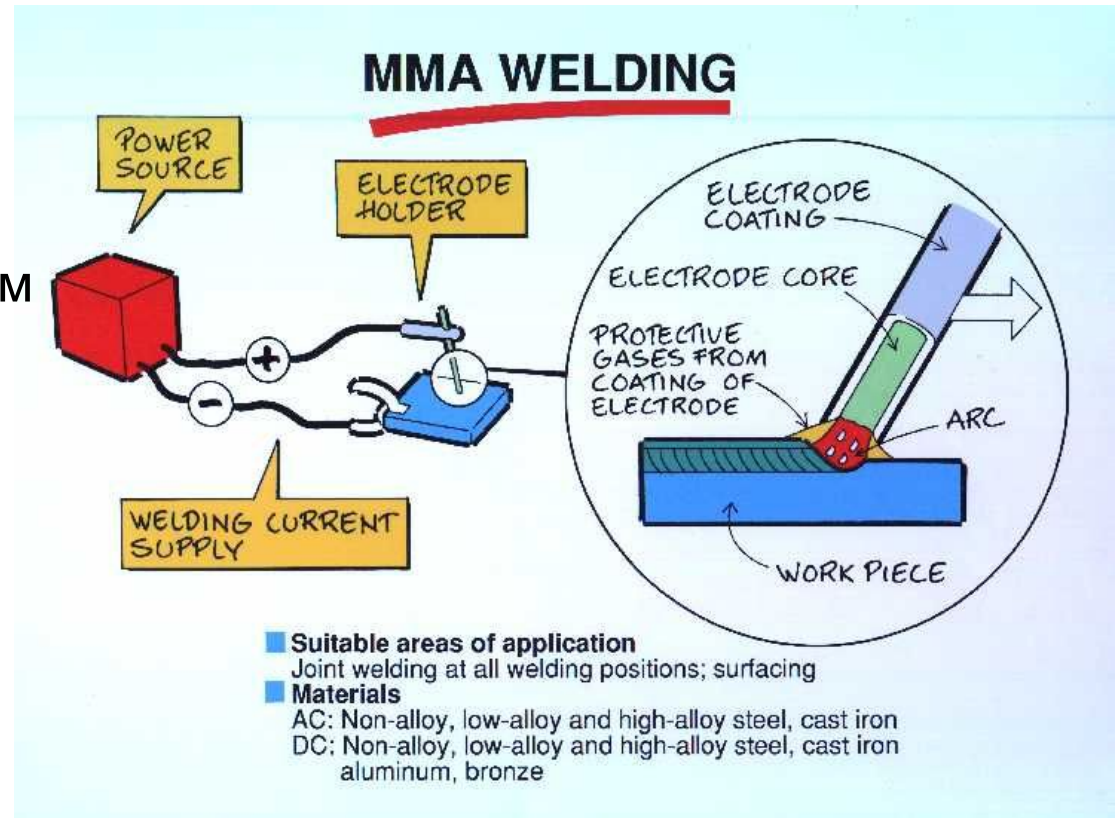 MMA WELDING
POWER
SOURCE
ELECTRODE
HOLDER
M
+
-
WELDING CURRENT
SUPPLY
ELECTRODE
COATING
ELECTRODE CORE
PROTECTIVE
GASES FROM
COATING OF
ELECTRODE
ARC
WORK PIECE
Suitable areas of application
Joint welding at all welding positions; surfacing
Materials
AC: Non-alloy, low-alloy and high-alloy steel, cast iron
DC: Non-alloy, low-alloy and high-alloy steel, cast iron
aluminum, bronze